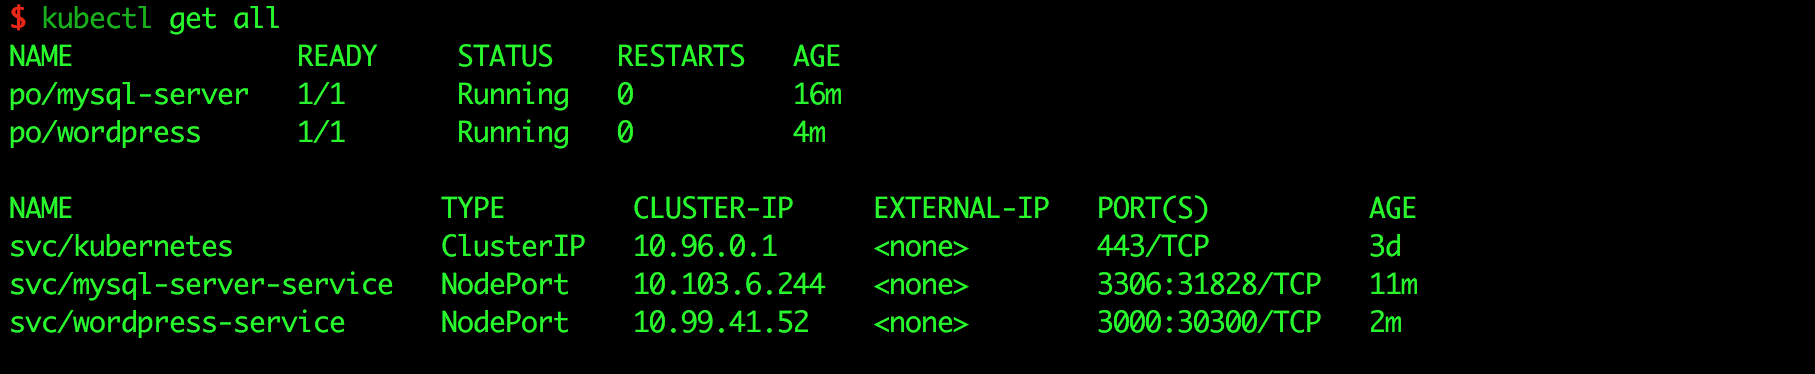 $ kubectl get all
NAME READY STATUS RESTARTS AGE
po/mysql-server 1/1 Running 0 16m
po/wordpress 1/1 Running 0 4m
NAME TYPE CLUSTER-IP EXTERNAL-IP PORT(S) AGE
svc/kubernetes ClusterIP 10.96.0.1 <none> 443/TCP 3d
svc/mysql-server-service NodePort 10.103.6.244 <none> 3306:31828/TCP 11m
svc/wordpress-service NodePort 10.99.41.52 <none> 3000:30300/TCP 2m